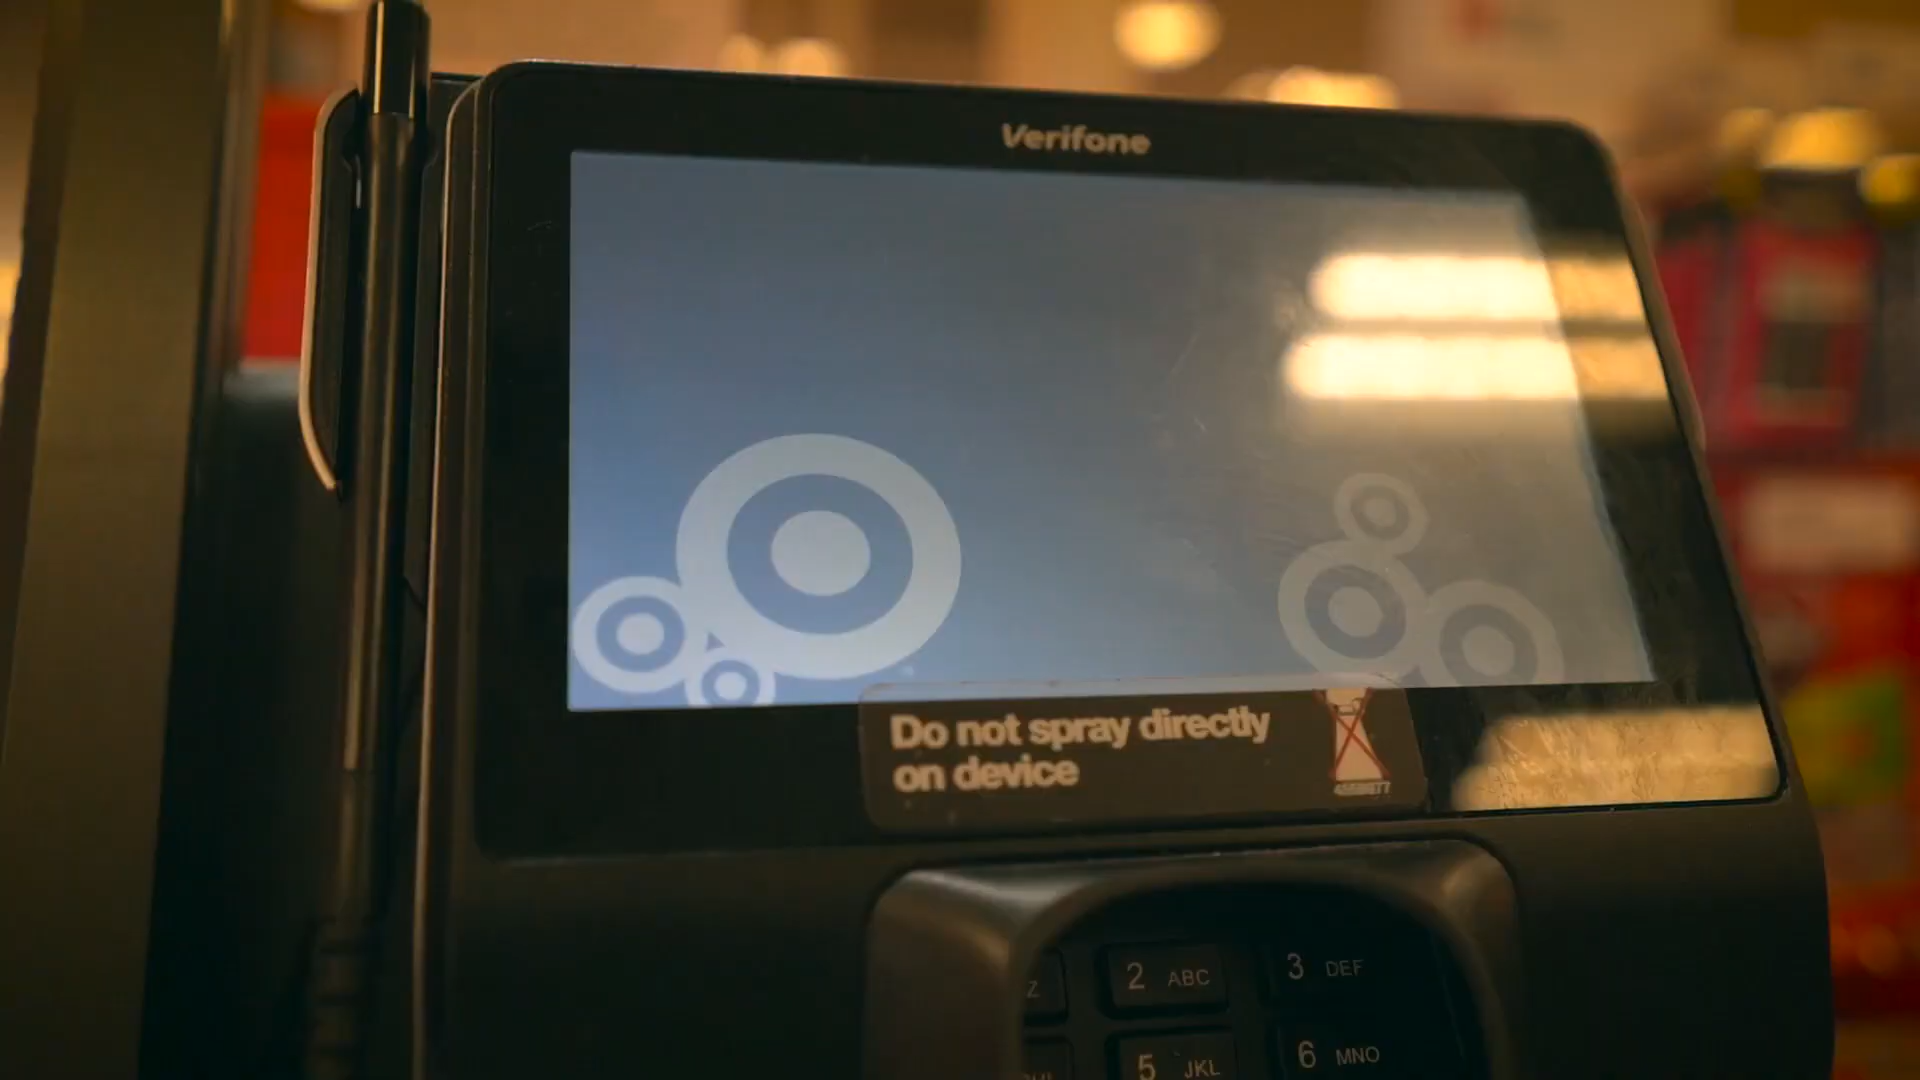 Verifone
Do not spray directly
on device
Z
2 ABC
3 DEF
5 JKL
6 MNO